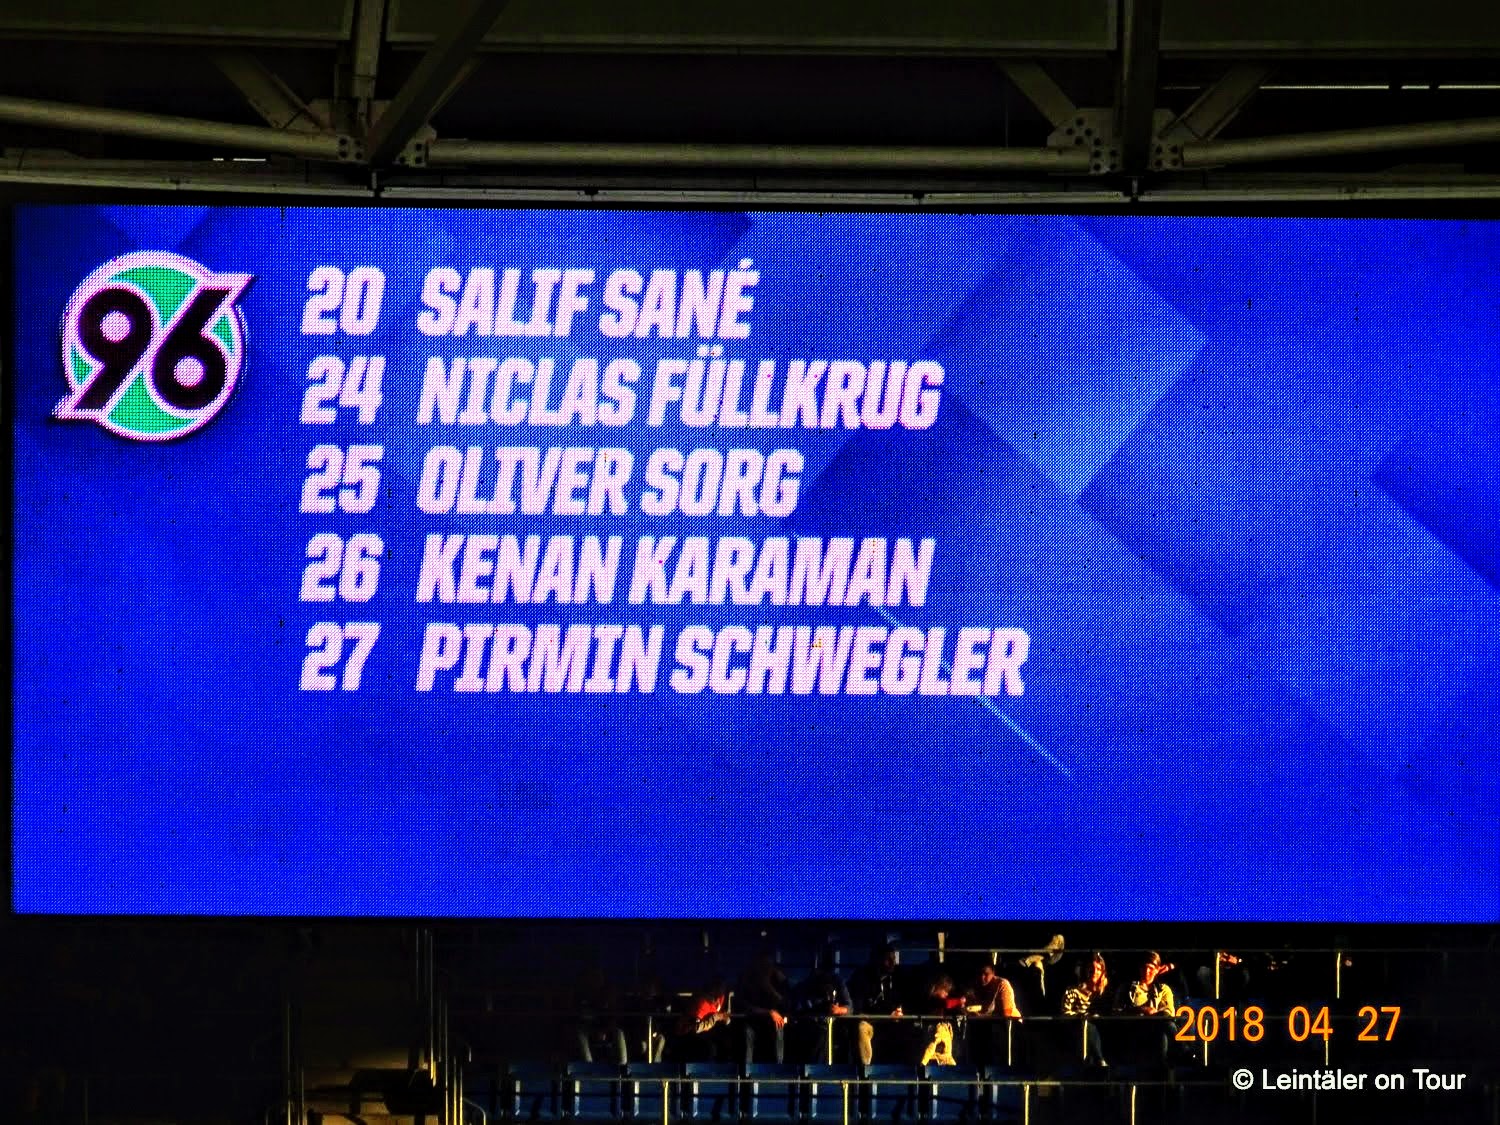 96
20 SALIF SANÉ
24 NICLAS FÜLLKRUG
25 OLIVER SORG
26 KENAN KARAMAN
27 PIRMIN SCHWEGLER
2018 04 27
© Leintäler on Tour